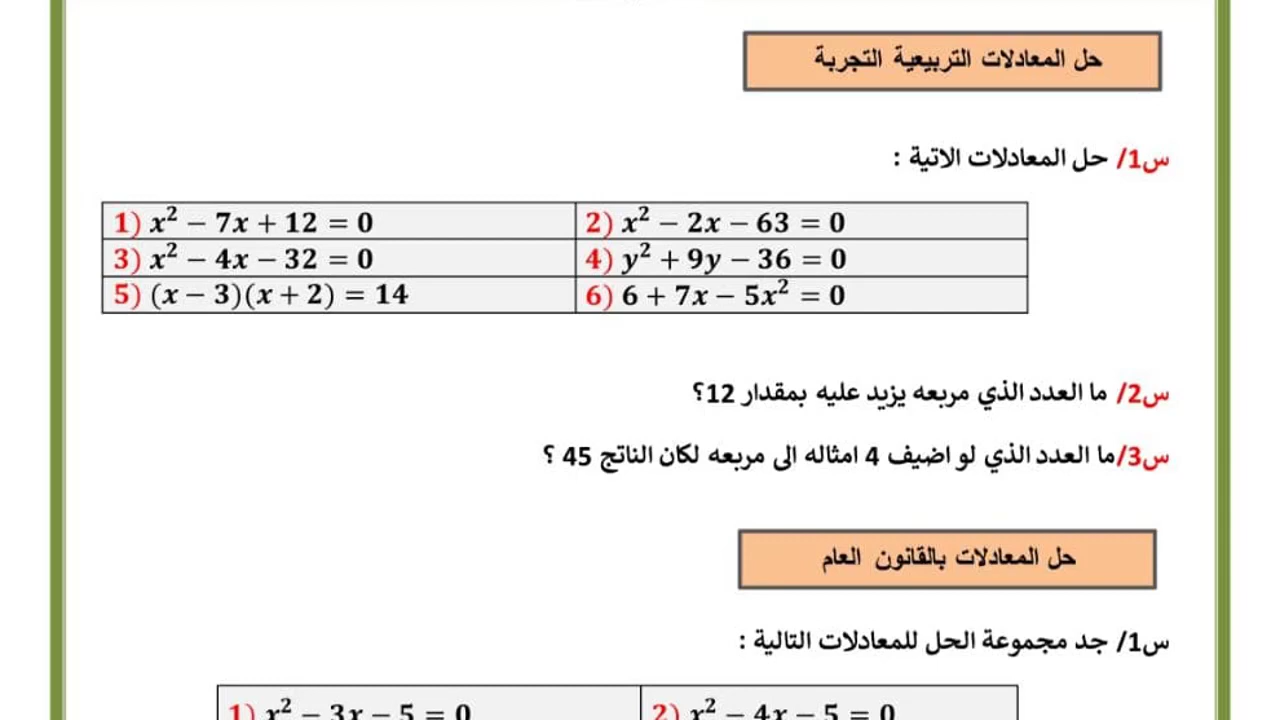 حل المعادلات التربيعية التجربة
س1/ حل المعادلات الاتية :
1) x² − 7x + 12 = 0
2) x² − 2x − 63 = 0
3) x² − 4x − 32 = 0
4) y² + 9y − 36 = 0
5) (x − 3)(x + 2) = 14
6) 6 + 7x − 5x² = 0
س2/ ما العدد الذي مربعه يزيد عليه بمقدار 12؟
س3/ما العدد الذي لو اضيف 4 امثاله الى مربعه لكان الناتج 45 ؟
حل المعادلات بالقانون العام
س1/ جد مجموعة الحل للمعادلات التالية :
1) x² − 3x − 5 = 0
2) x² − 4x − 5 = 0